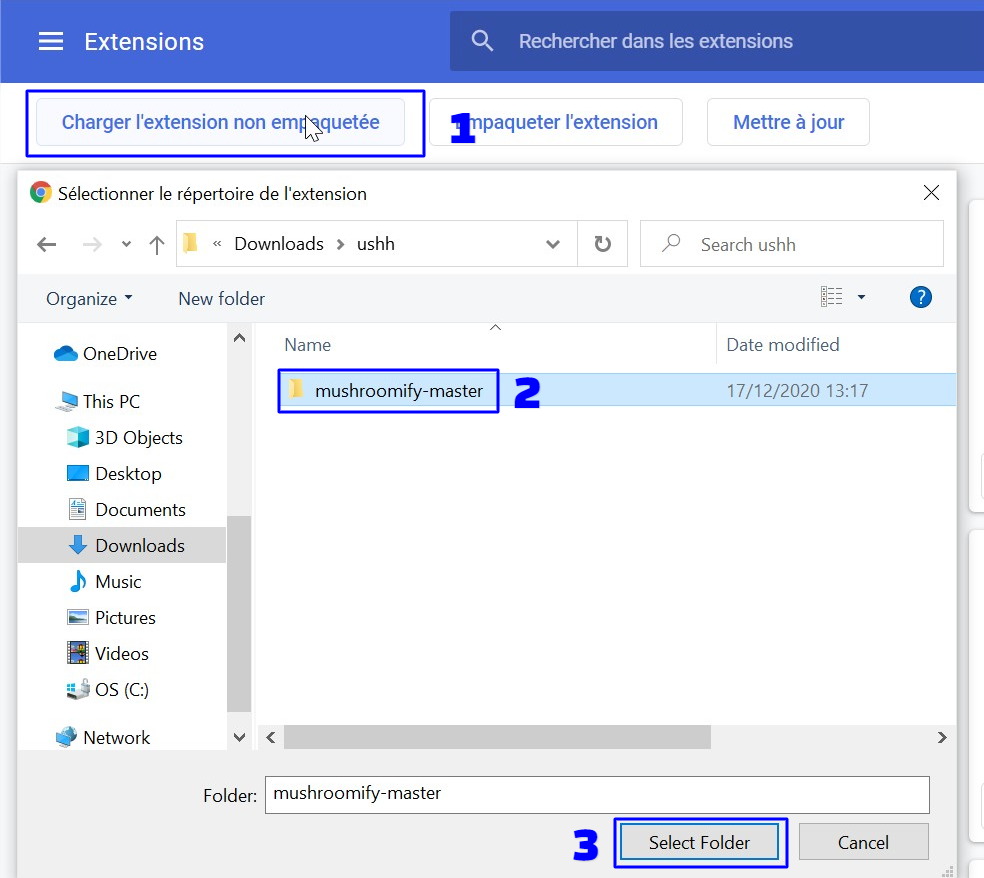 Extensions
Rechercher dans les extensions
Charger l'extension non empaquetée
1
mpaqueter l'extension
Mettre à jour
Sélectionner le répertoire de l'extension
« Downloads > ushh
Search ushh
Organize
New folder
?
Name
Date modified
mushroomify-master
2
17/12/2020 13:17
OneDrive
This PC
3D Objects
Desktop
Documents
Downloads
Music
Pictures
Videos
OS (C:)
Network
Folder:
mushroomify-master
3
Select Folder
Cancel